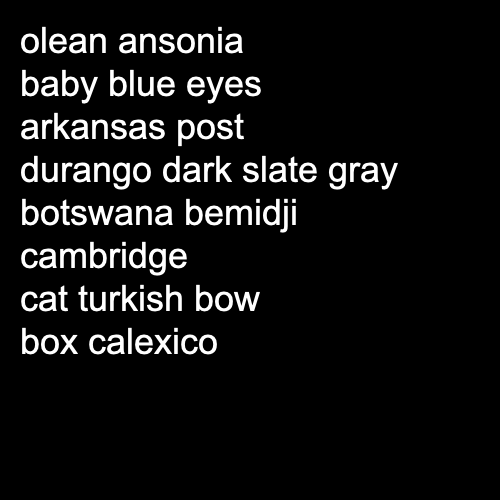 olean ansonia
baby blue eyes
arkansas post
durango dark slate gray
botswana bemidji
cambridge
cat turkish bow
box calexico